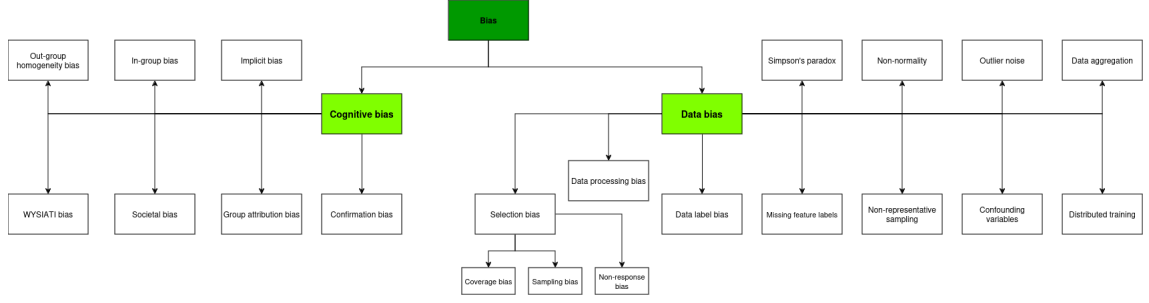 Bias
Out-group
homogeneity bias
In-group bias
Implicit bias
Simpson's paradox
Non-normality
Outlier noise
Data aggregation
Cognitive bias
Data bias
Data processing bias
WYSIATI bias
Societal bias
Group attribution bias
Confirmation bias
Selection bias
Data label bias
Missing feature labels
Non-representative
sampling
Confounding
variables
Distributed training
Coverage bias
Sampling bias
Non-response
bias